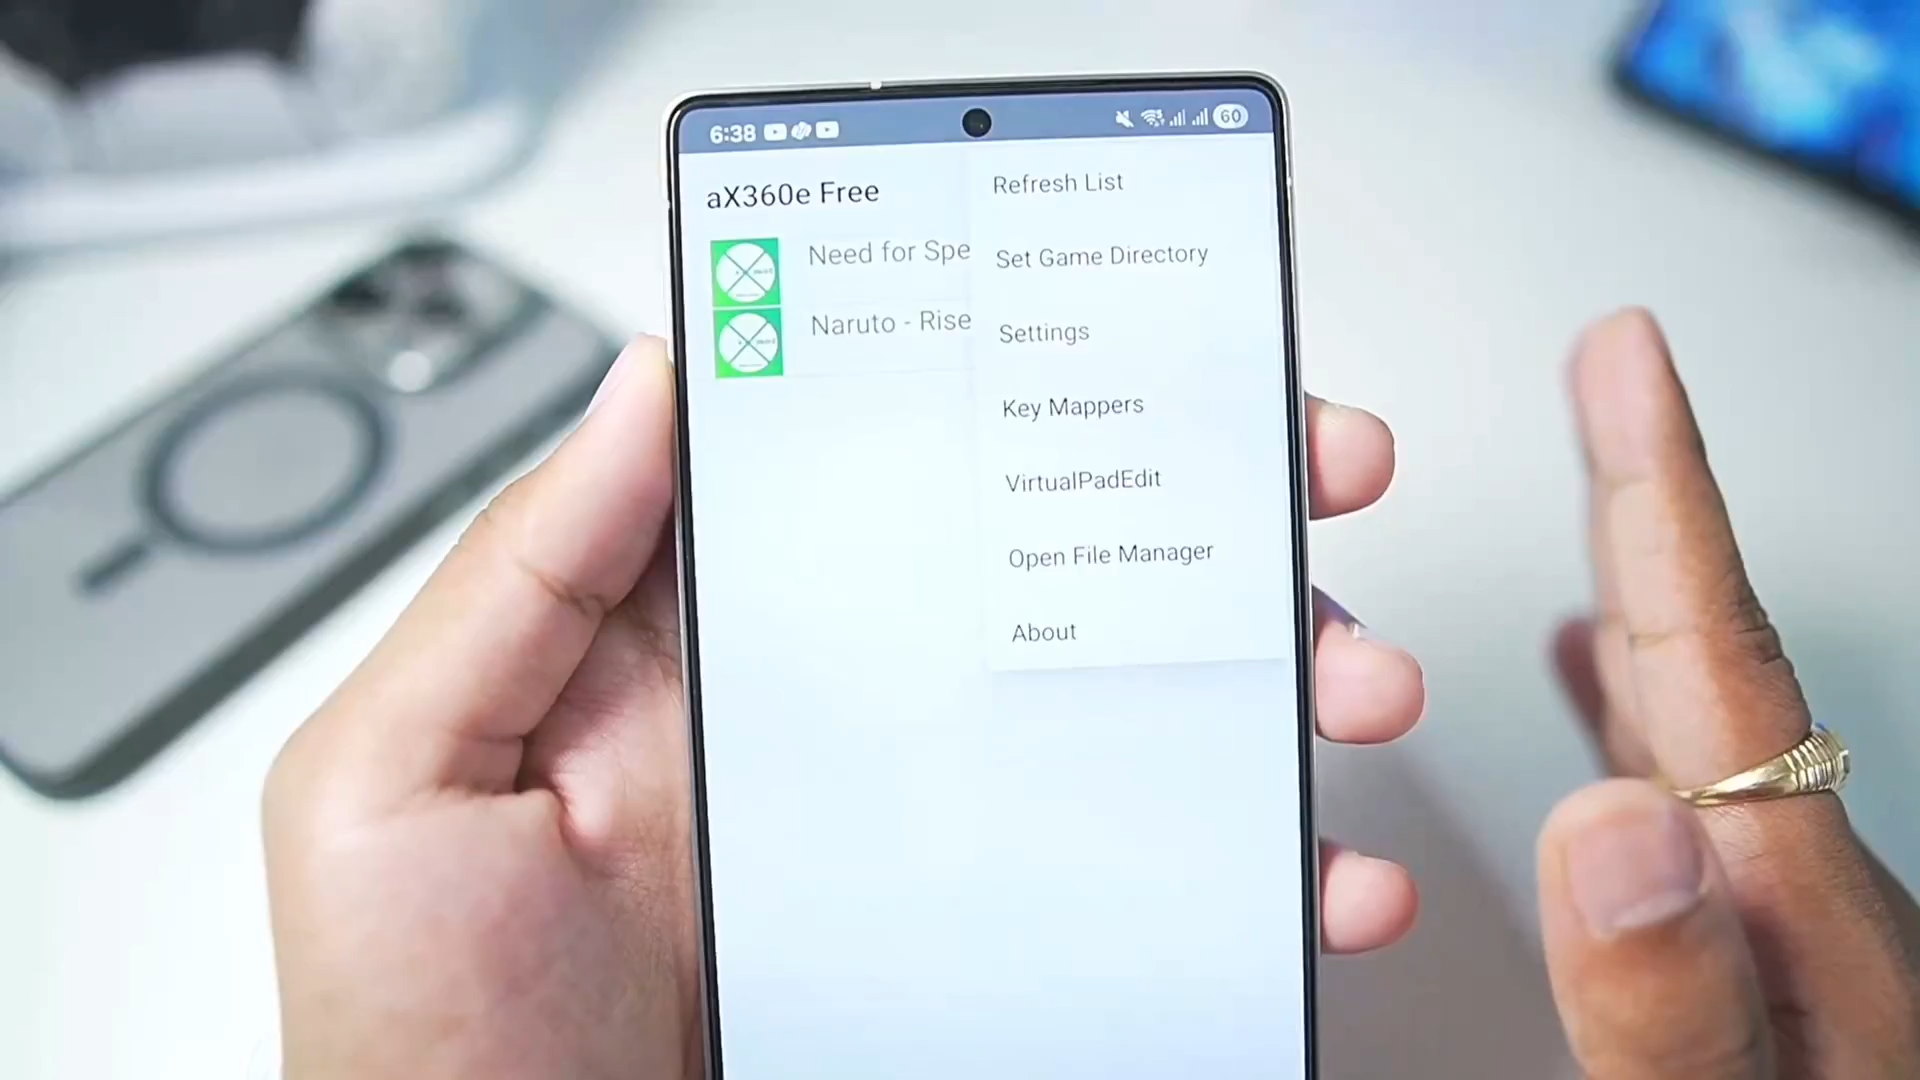 6:38
60
aX360e Free
Need for Spe
Naruto - Rise
Refresh List
Set Game Directory
Settings
Key Mappers
VirtualPadEdit
Open File Manager
About